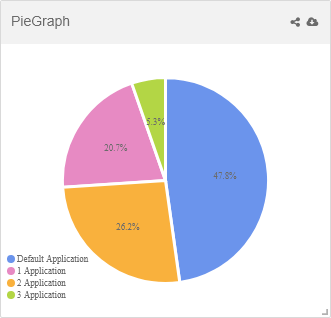 PieGraph
5.3%
20.7%
47.8%
26.2%
Default Application
1 Application
2 Application
3 Application